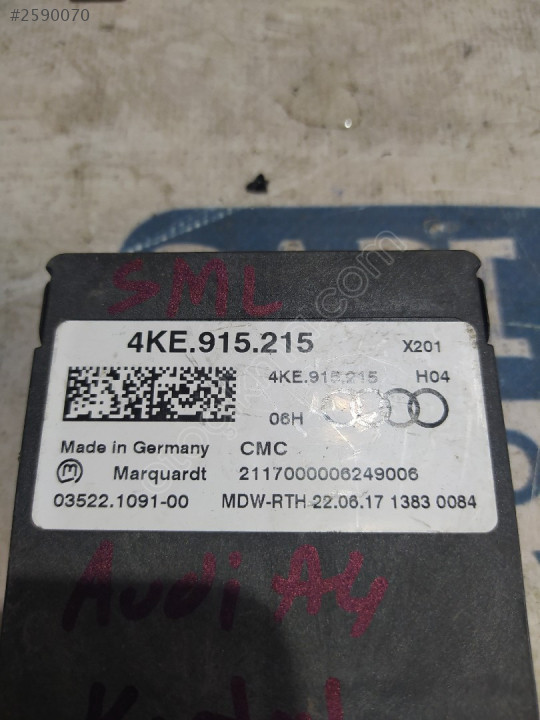 #2590070
SML
4KE.915.215 X201
4KE.915.215 H04
06H
Made in Germany CMC
Marquardt 2117000006249006
03522.1091-00 MDW-RTH 22.06.17 1383 0084
Audi A4